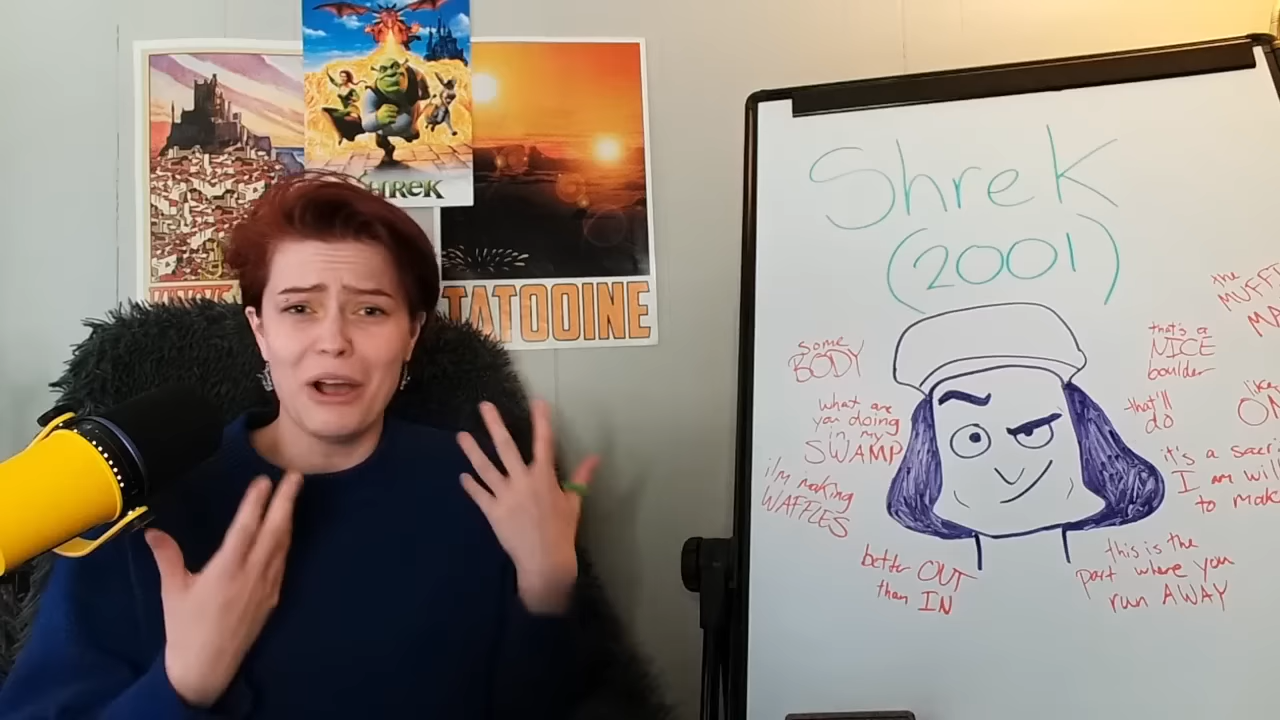 SHREK
TATOOINE
Shrek
(2001)
some
BODY
what are
you doing
in my
SWAMP
i'm making
WAFFLES
better OUT
than IN
the
that's a
NICE
boulder
that'll
do
it's a
I am
to make
this is the
part where you
run AWAY